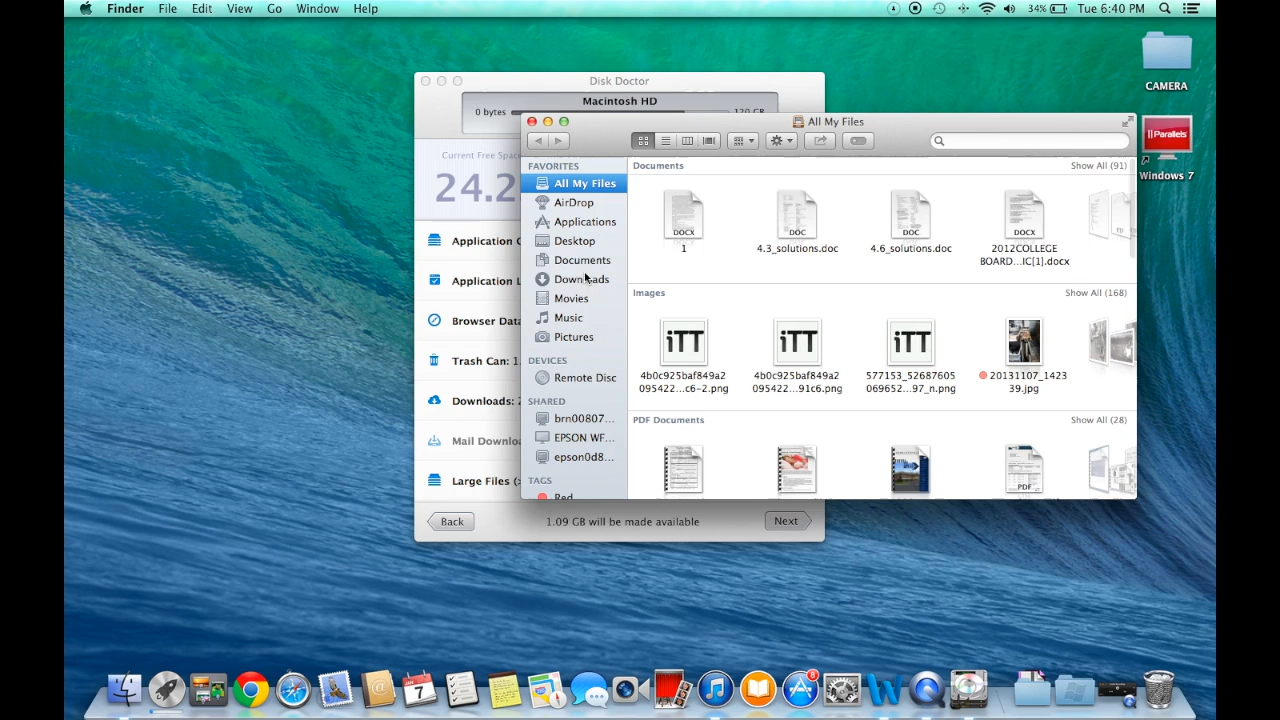 Finder File Edit View Go Window Help
34% Tue 6:40 PM
CAMERA
|| Parallels
Windows 7
Disk Doctor
Macintosh HD
0 bytes
120 GB
Current Free Spac
24.2
Application
Application
Browser Data
Trash Can: 1.
Downloads:
Mail Downlo
Large Files (>
Back
1.09 GB will be made available
Next
All My Files
FAVORITES
All My Files
AirDrop
Applications
Desktop
Documents
Downloads
Movies
Music
Pictures
DEVICES
Remote Disc
SHARED
brn00807...
EPSON WF...
epson0d8...
TAGS
Red
Documents
Show All (91)
DOCX
DOC
DOC
DOCX
1
4.3_solutions.doc
4.6_solutions.doc
2012COLLEGE
BOARD...IC[1].docx
Images
Show All (168)
iTT
iTT
iTT
4b0c925baf849a2
095422...c6-2.png
4b0c925baf849a2
095422...91c6.png
577153_52687605
069652...97_n.png
20131107_1423
39.jpg
PDF Documents
Show All (28)
PDF
7
8